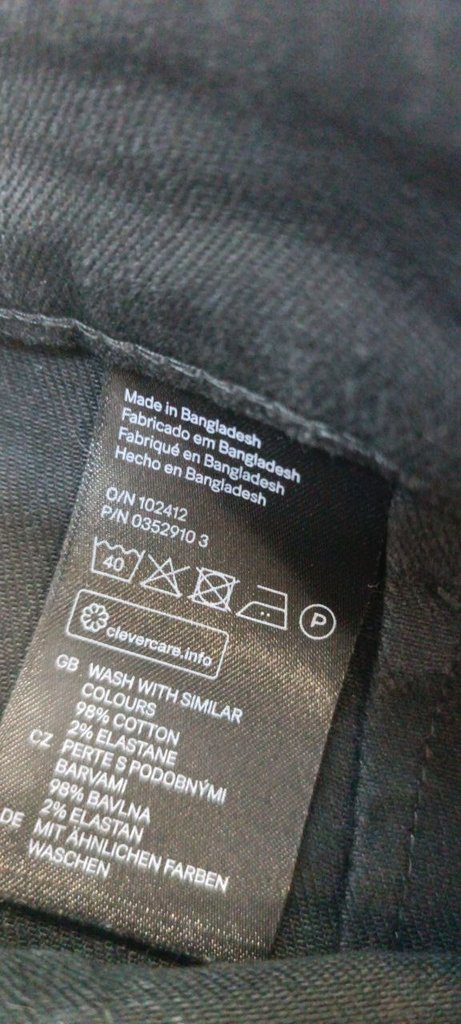 Made in Bangladesh
Fabricado em Bangladesh
Fabriqué en Bangladesh
Hecho en Bangladesh
O/N 102412
P/N 0352910 3
40 P
clevercare.info
GB WASH WITH SIMILAR
COLOURS
98% COTTON
2% ELASTANE
CZ PERTE S PODOBNÝMI
BARVAMI
98% BAVLNA
2% ELASTAN
DE MIT ÄHNLICHEN FARBEN
WASCHEN